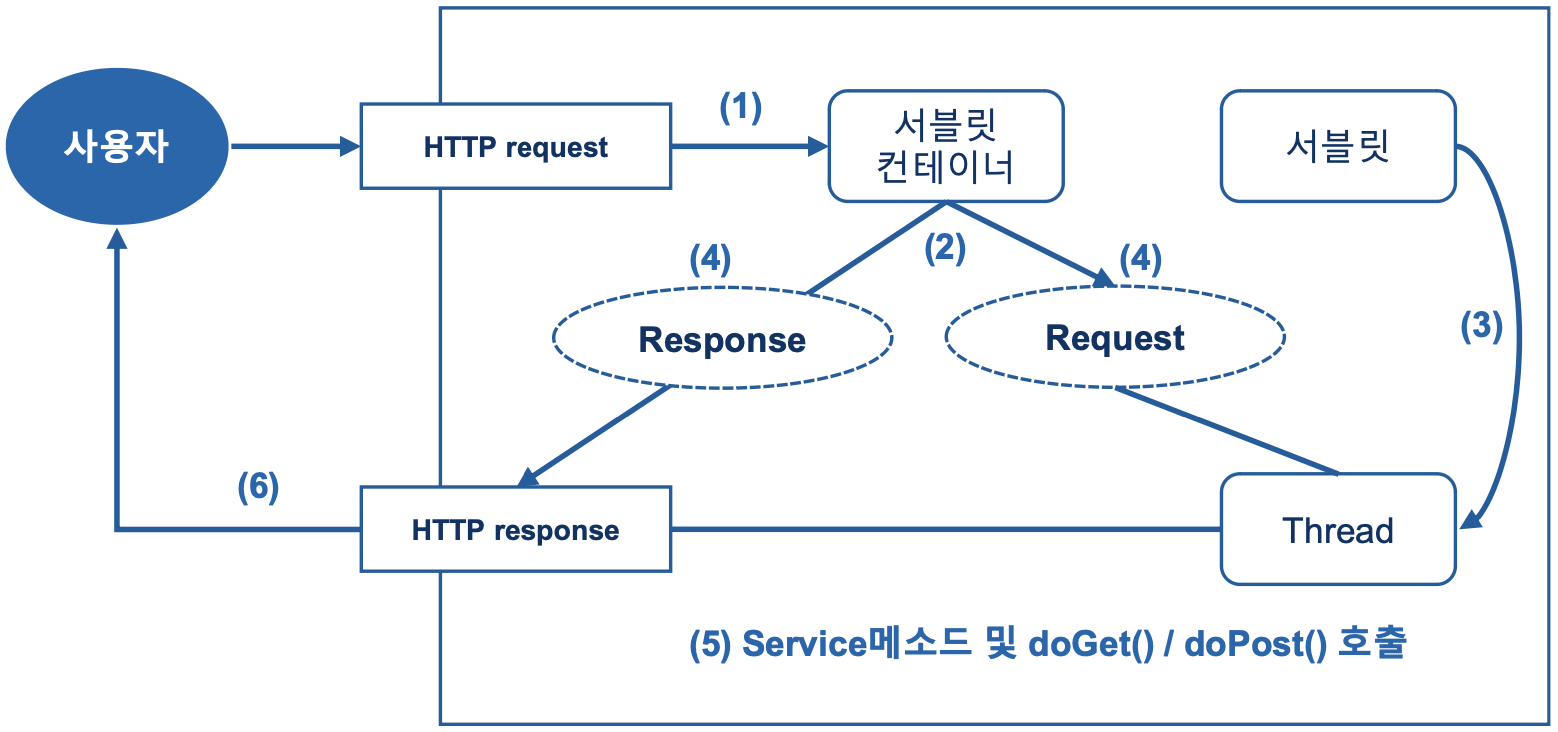 사용자
HTTP request
(1)
서블릿
컨테이너
서블릿
(2)
(4)
(4)
Response
Request
(3)
(6)
HTTP response
Thread
(5) Service메소드 및 doGet() / doPost() 호출